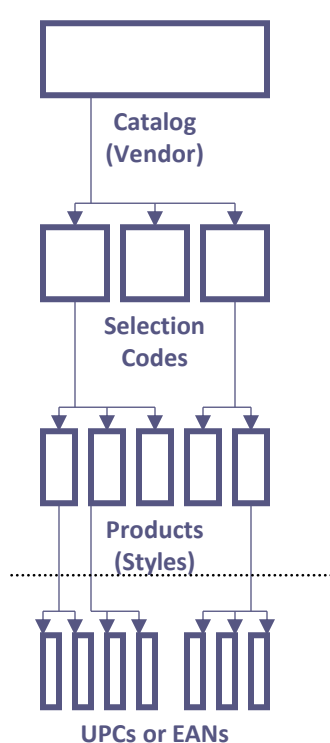 Catalog
(Vendor)
Selection
Codes
Products
(Styles)
UPCs or EANs